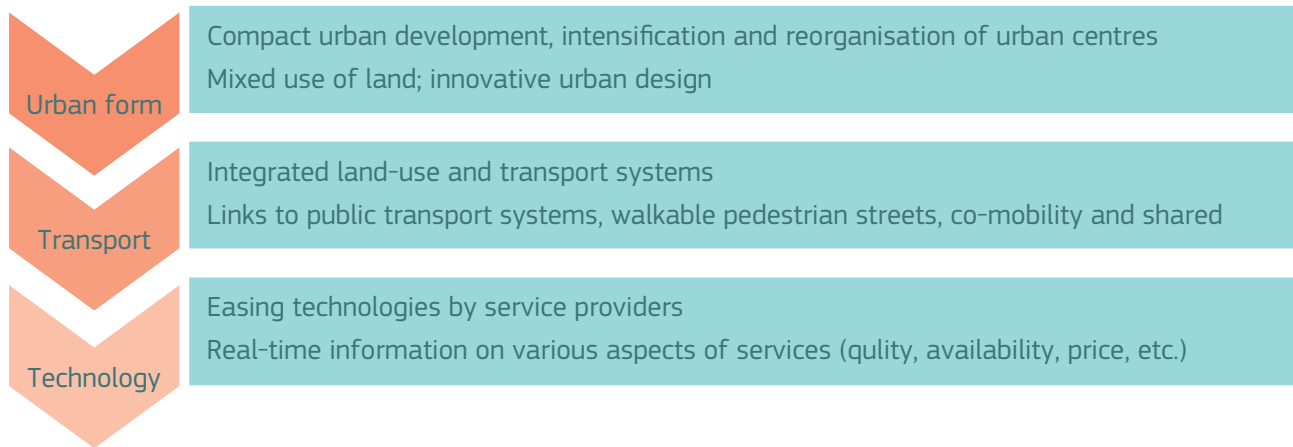 Urban form
Compact urban development, intensification and reorganisation of urban centres
Mixed use of land; innovative urban design
Transport
Integrated land-use and transport systems
Links to public transport systems, walkable pedestrian streets, co-mobility and shared
Technology
Easing technologies by service providers
Real-time information on various aspects of services (qulity, availability, price, etc.)